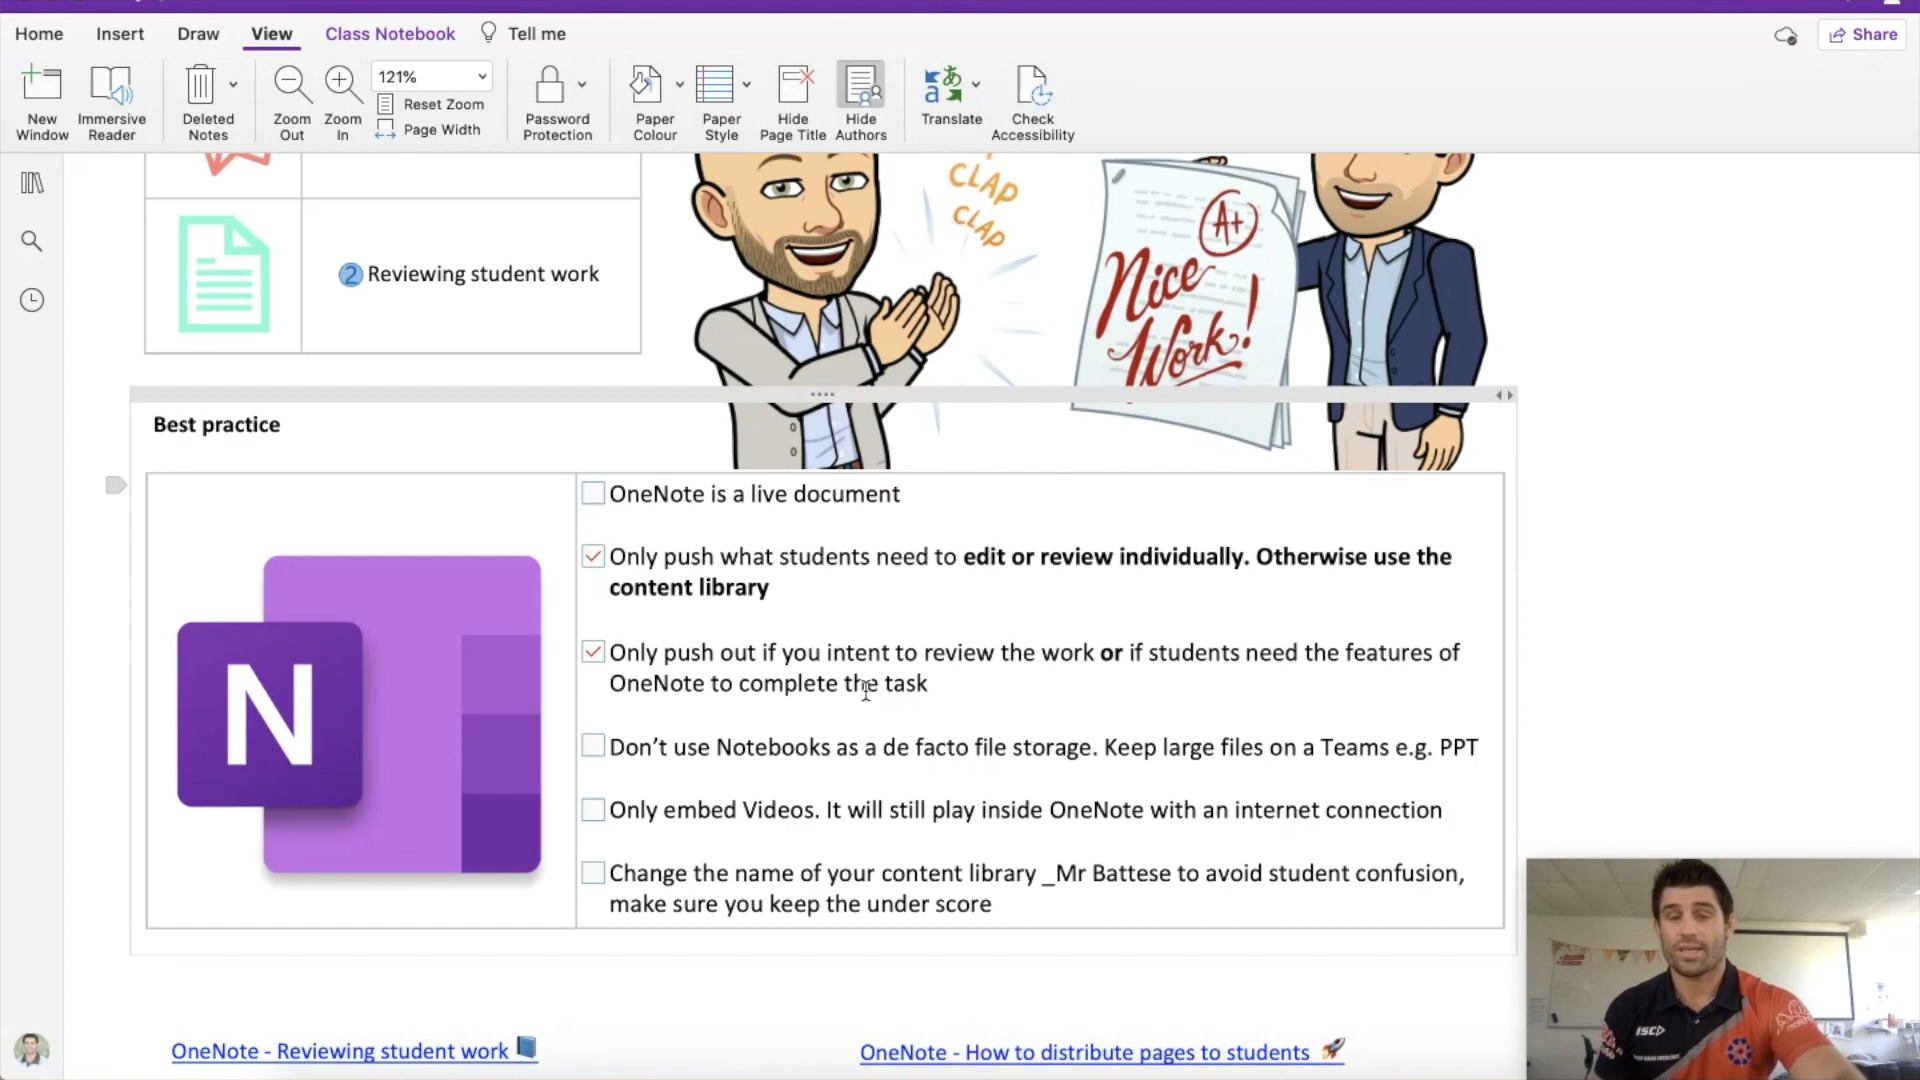 Home Insert Draw View Class Notebook Tell me
Share
121%
Reset Zoom
Page Width
New Window
Immersive Reader
Deleted Notes
Zoom Out
Zoom In
Password Protection
Paper Colour
Paper Style
Hide Page Title
Hide Authors
Translate
Check Accessibility
CLAP
CLAP
A+
Nice
Work!
2 Reviewing student work
Best practice
N
OneNote is a live document
Only push what students need to edit or review individually. Otherwise use the
content library
Only push out if you intent to review the work or if students need the features of
OneNote to complete the task
Don’t use Notebooks as a de facto file storage. Keep large files on a Teams e.g. PPT
Only embed Videos. It will still play inside OneNote with an internet connection
Change the name of your content library _Mr Battese to avoid student confusion,
make sure you keep the under score
OneNote - Reviewing student work
OneNote - How to distribute pages to students
ISC